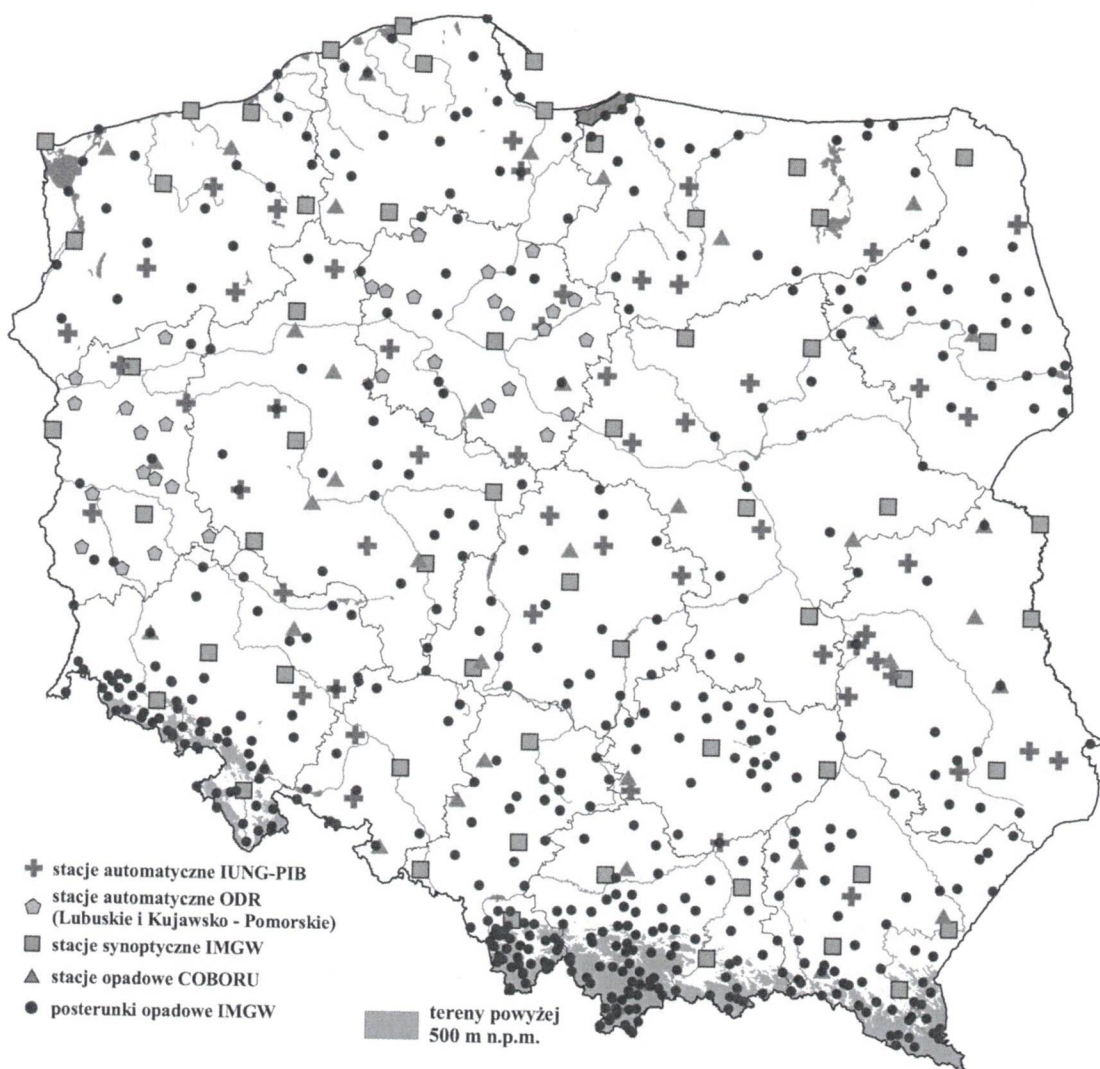 stacje automatyczne IUNG-PIB
stacje automatyczne ODR
(Lubuskie i Kujawsko - Pomorskie)
stacje synoptyczne IMGW
stacje opadowe COBORU
posterunki opadowe IMGW
tereny powyżej
500 m n.p.m.